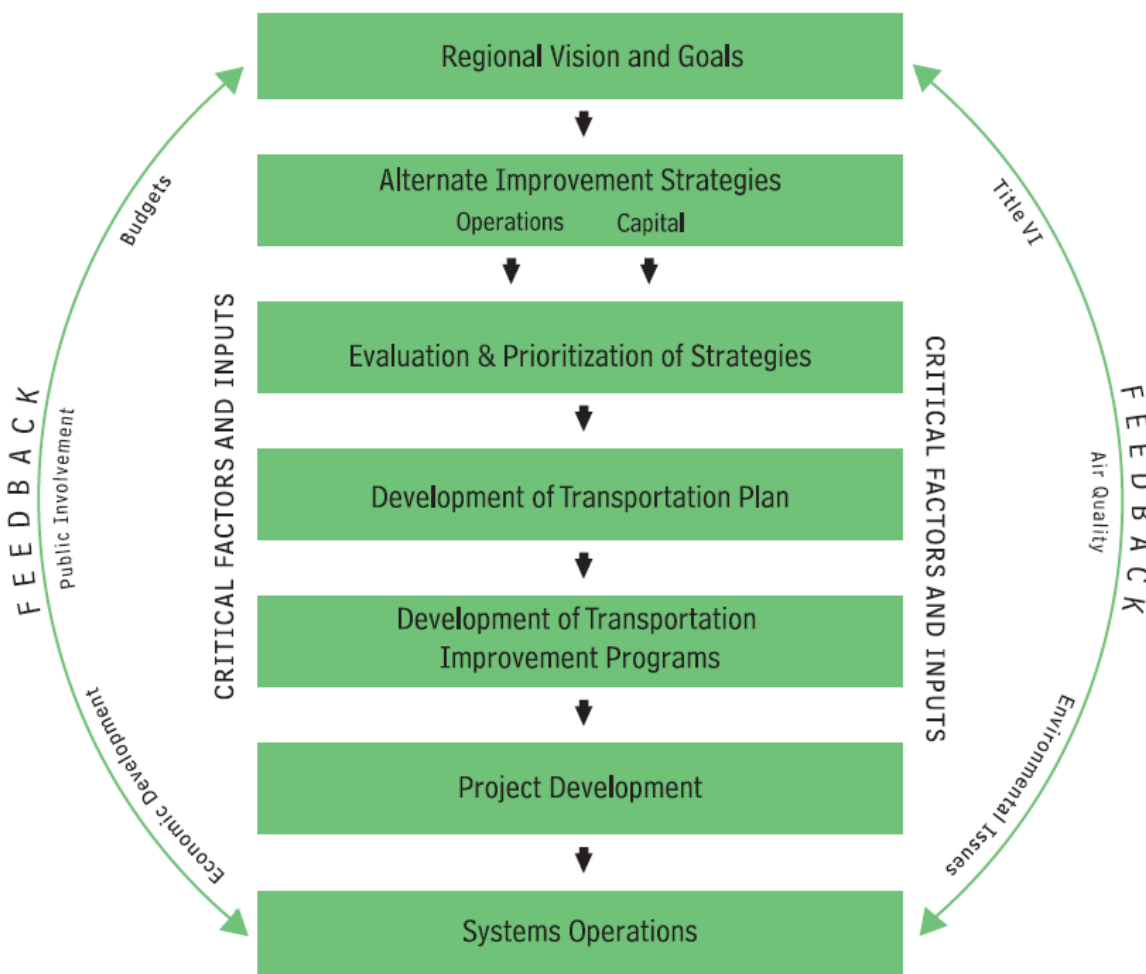 Regional Vision and Goals
Alternate Improvement Strategies
Operations Capital
Evaluation & Prioritization of Strategies
Development of Transportation Plan
Development of Transportation
Improvement Programs
Project Development
Systems Operations
FEEDBACK
Budgets
Public Involvement
Economic Development
CRITICAL FACTORS AND INPUTS
CRITICAL FACTORS AND INPUTS
Title VI
Air Quality
Environmental Issues
FEEDBACK